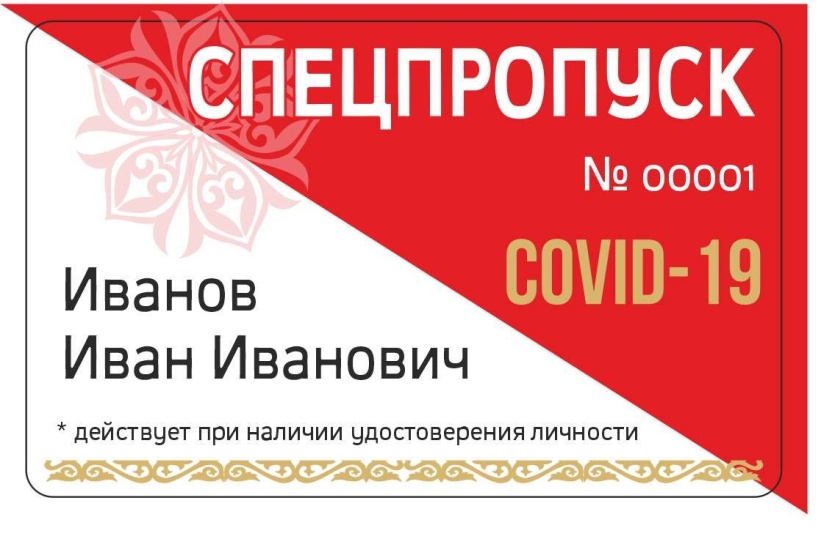 СПЕЦПРОПУСК
№ 00001
COVID-19
Иванов
Иван Иванович
* действует при наличии удостоверения личности